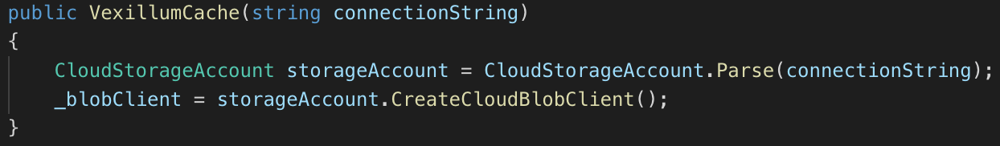 public VexillumCache(string connectionString)
{
    CloudStorageAccount storageAccount = CloudStorageAccount.Parse(connectionString);
    _blobClient = storageAccount.CreateCloudBlobClient();
}